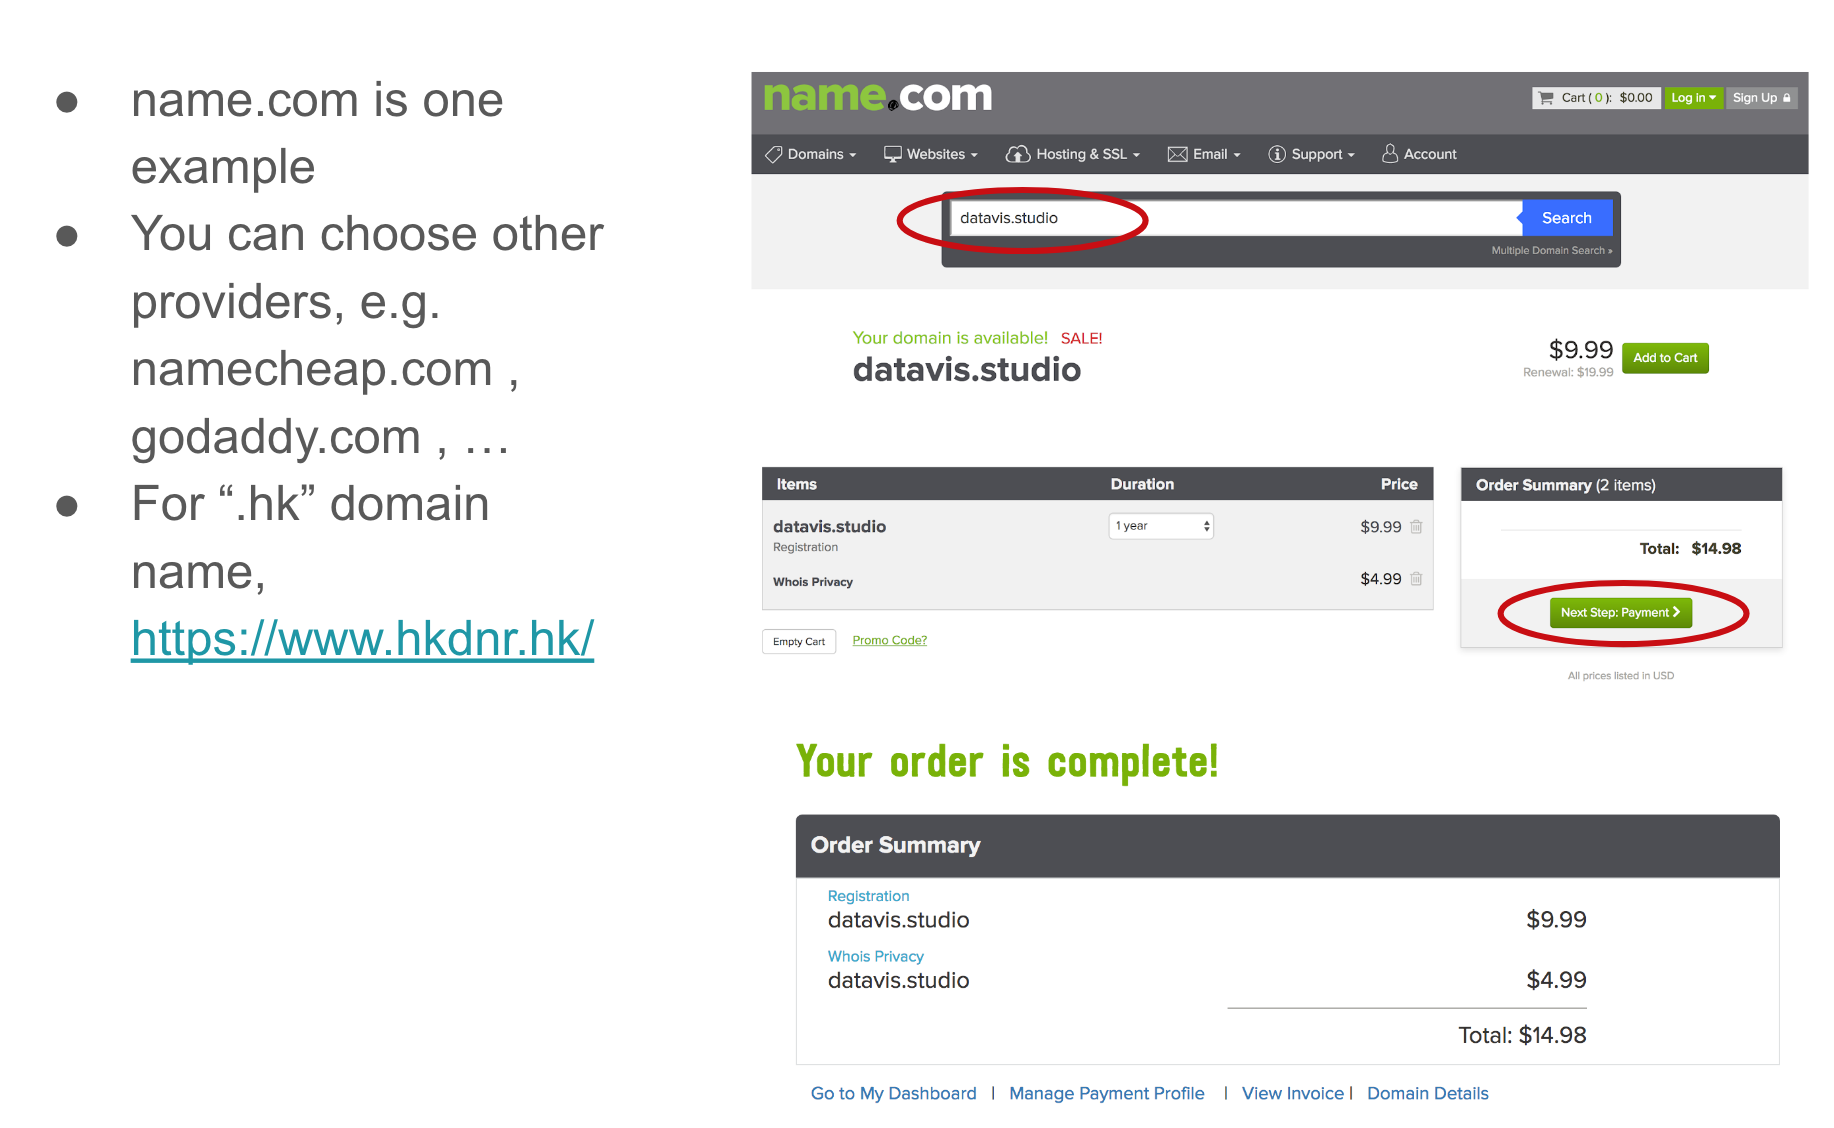 ● name.com is one
example
● You can choose other
providers, e.g.
namecheap.com ,
godaddy.com , …
● For “.hk” domain
name,
https://www.hkdnr.hk/
name.com
Cart ( 0 ): $0.00 Log in Sign Up
Domains Websites Hosting & SSL Email Support Account
datavis.studio Search
Multiple Domain Search »
Your domain is available! SALE!
datavis.studio
$9.99 Add to Cart
Renewal: $19.99
Items Duration Price
datavis.studio 1 year $9.99
Registration
Whois Privacy $4.99
Empty Cart Promo Code?
Order Summary (2 items)
Total: $14.98
Next Step: Payment
All prices listed in USD
Your order is complete!
Order Summary
Registration
datavis.studio $9.99
Whois Privacy
datavis.studio $4.99
Total: $14.98
Go to My Dashboard | Manage Payment Profile | View Invoice | Domain Details